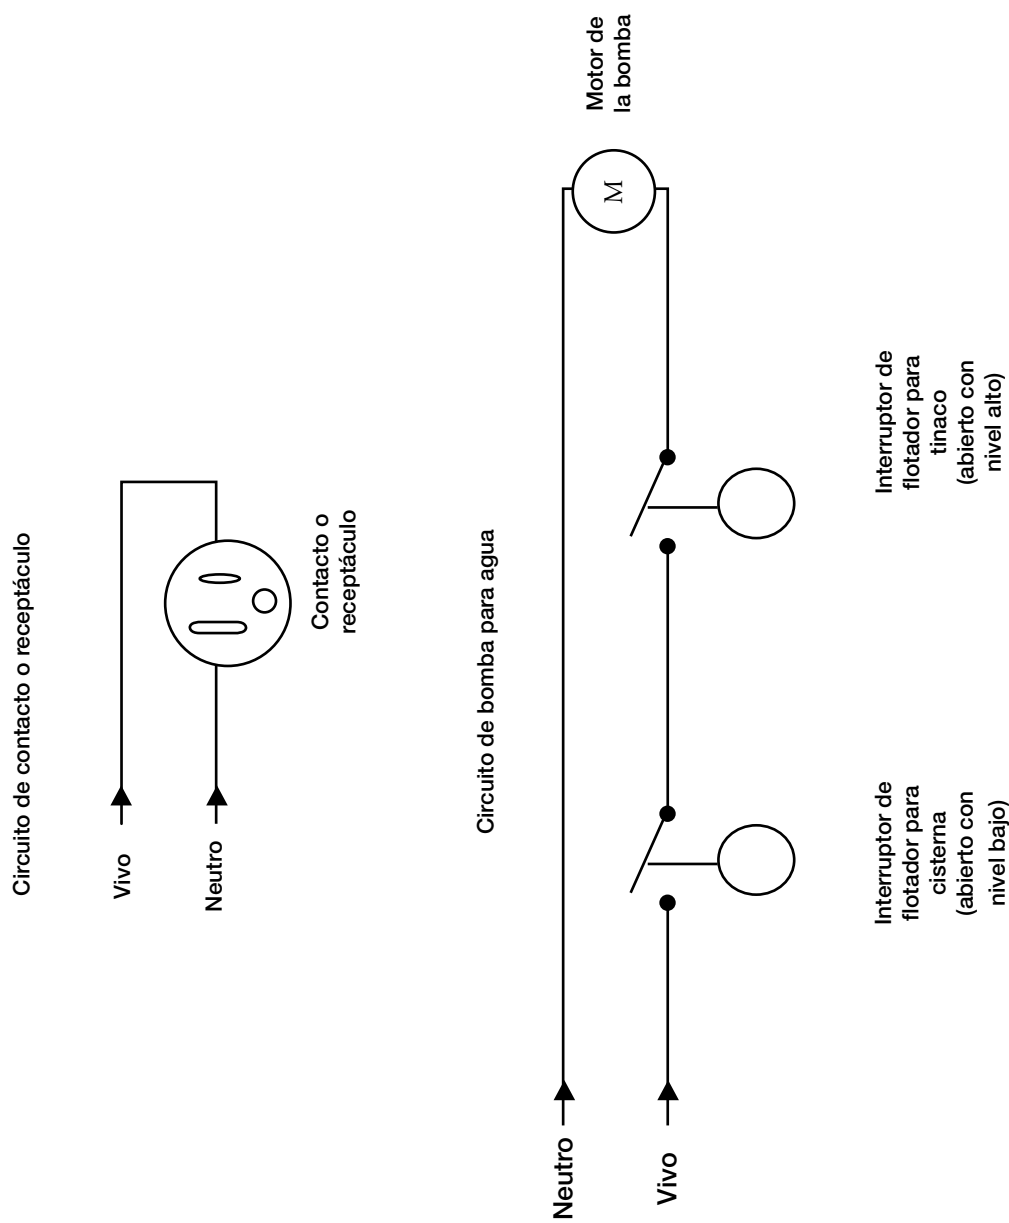 Circuito de contacto o receptáculo
Vivo
Neutro
Contacto o
receptáculo
Circuito de bomba para agua
Neutro
Vivo
Motor de
la bomba
M
Interruptor de
flotador para
cisterna
(abierto con
nivel bajo)
Interruptor de
flotador para
tinaco
(abierto con
nivel alto)